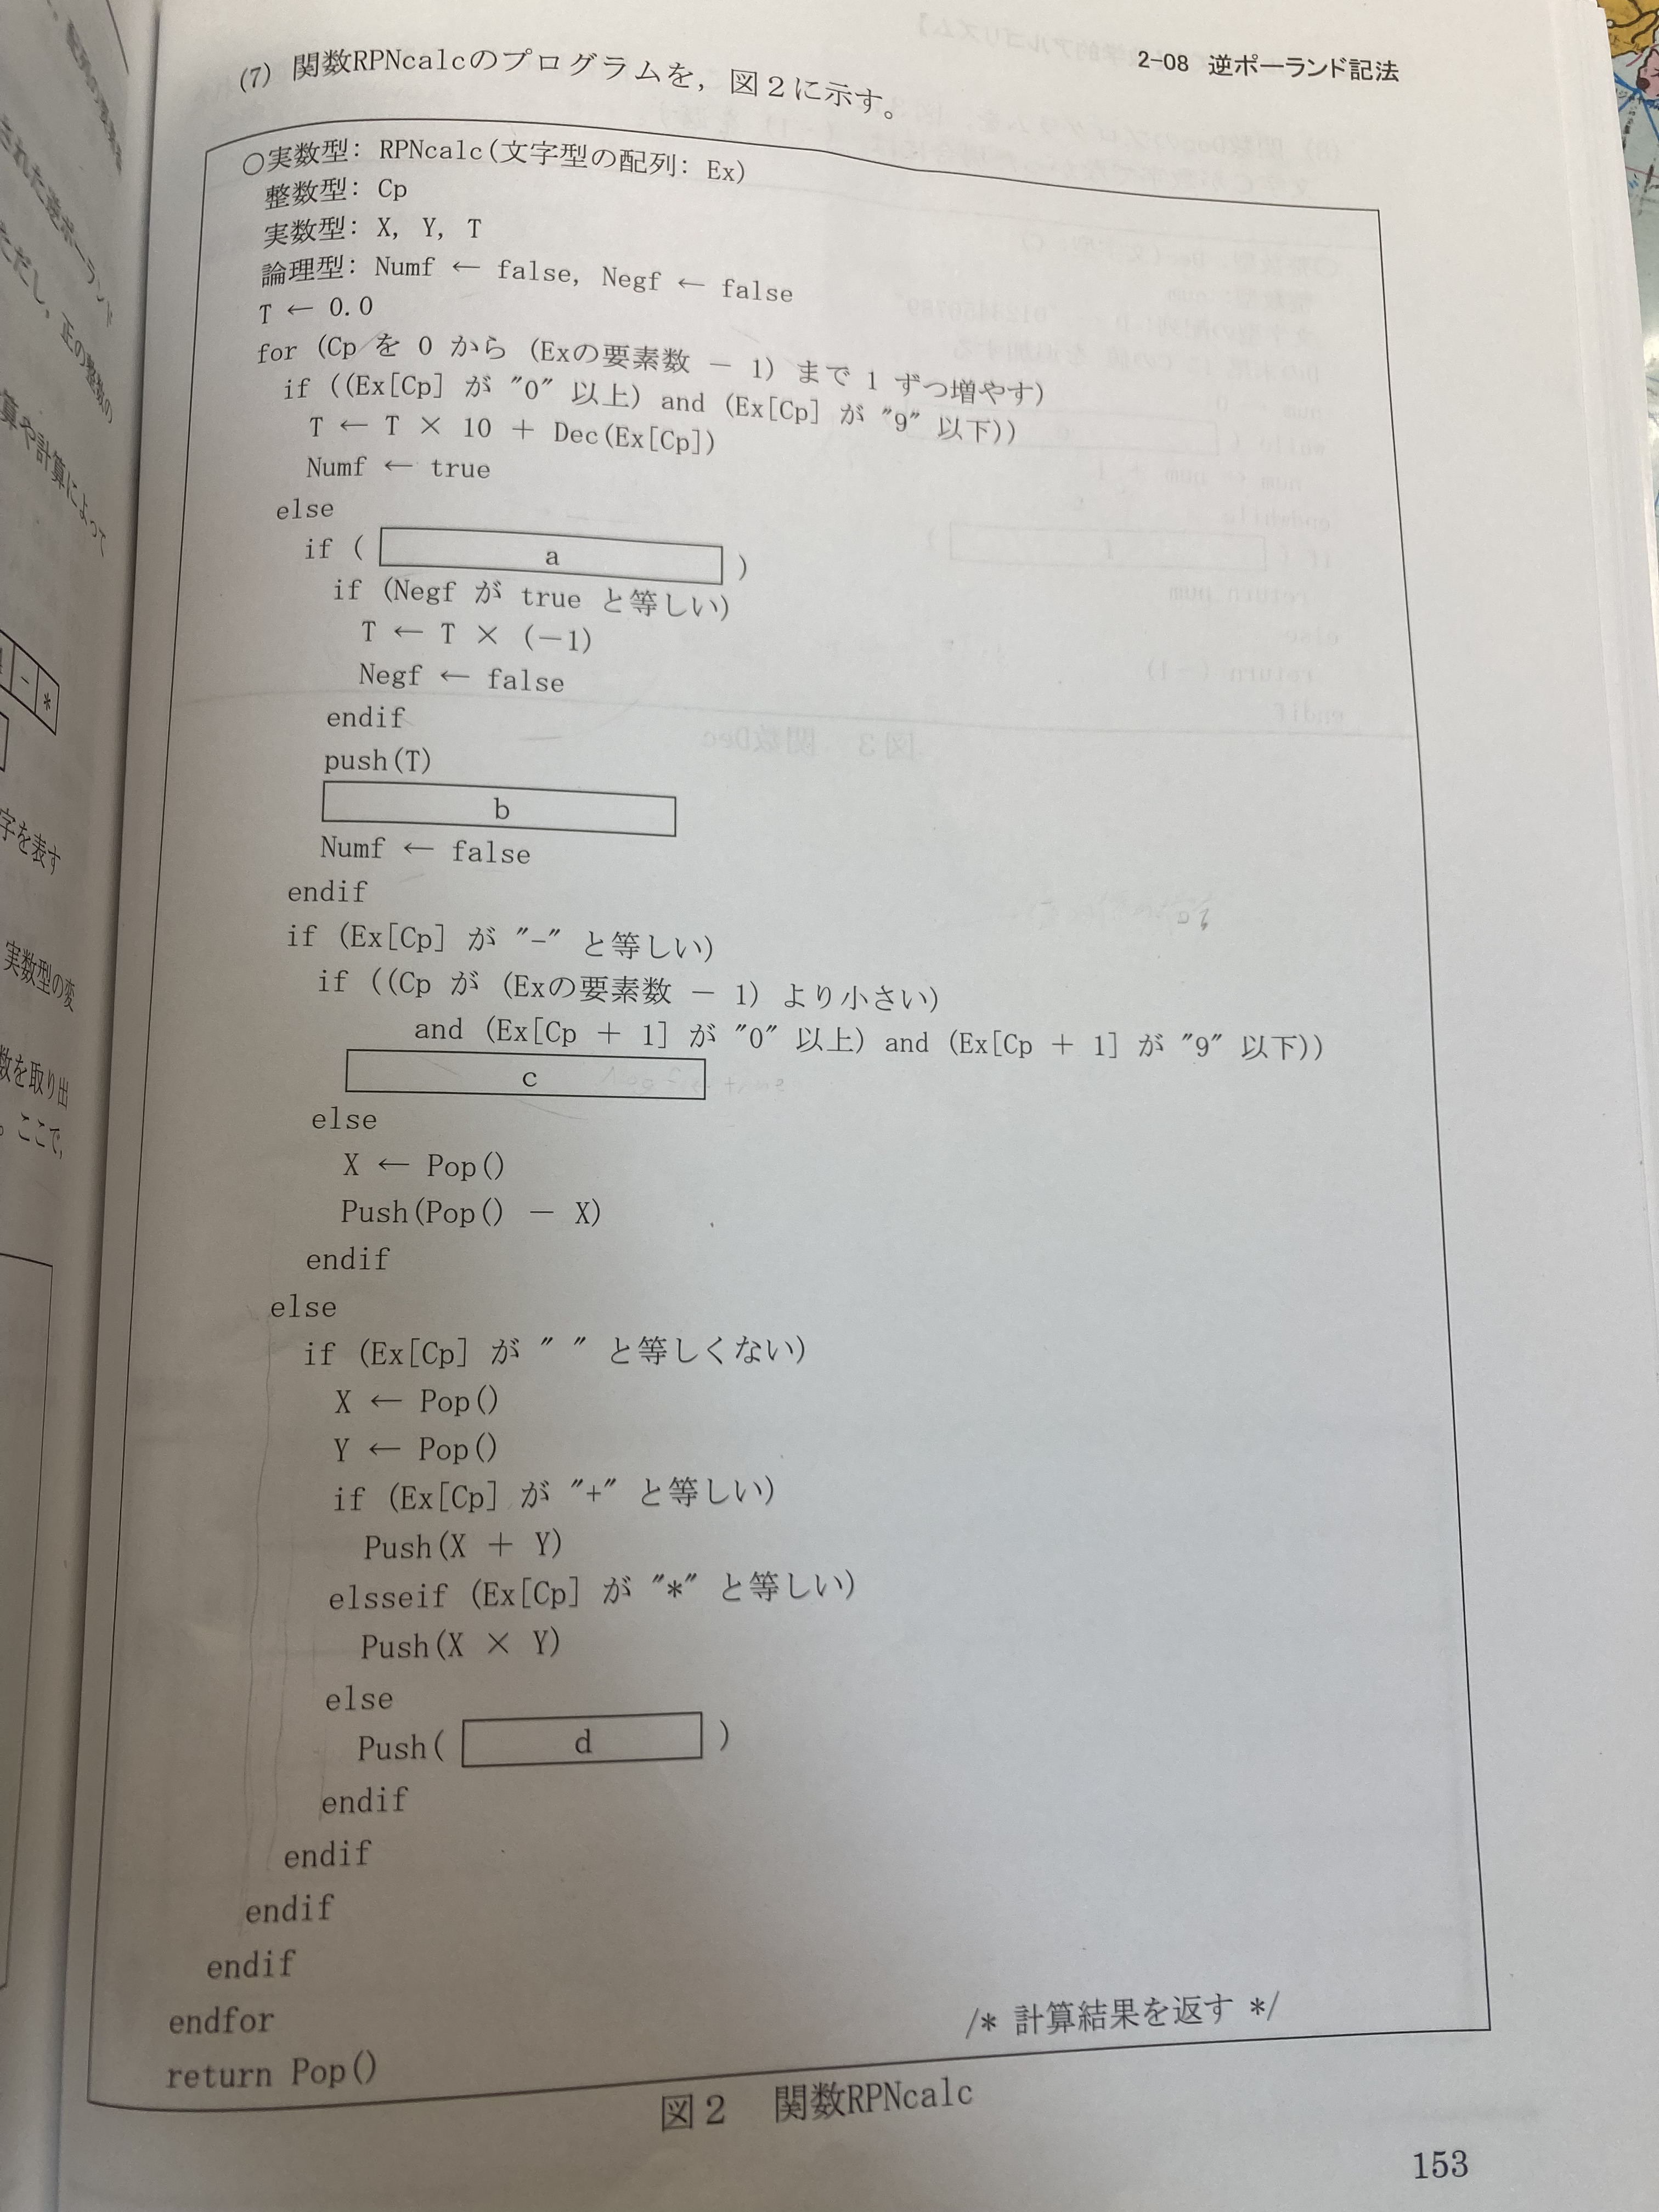 2-08 逆ポーランド記法
(7) 関数RPNcalcのプログラムを，図２に示す。
○実数型: RPNcalc(文字型の配列: Ex)
整数型: Cp
実数型: X, Y, T
論理型: Numf ← false, Negf ← false
T ← 0.0
for (Cp を 0 から (Exの要素数 － 1) まで 1 ずつ増やす)
if ((Ex[Cp] が ″0″ 以上) and (Ex[Cp] が ″9″ 以下))
T ← T × 10 + Dec(Ex[Cp])
Numf ← true
else
if ( a )
if (Negf が true と等しい)
T ← T × (－1)
Negf ← false
endif
push(T)
b
Numf ← false
endif
if (Ex[Cp] が ″-″ と等しい)
if ((Cp が (Exの要素数 － 1) より小さい)
and (Ex[Cp + 1] が ″0″ 以上) and (Ex[Cp + 1] が ″9″ 以下))
c
else
X ← Pop()
Push(Pop() － X)
endif
else
if (Ex[Cp] が ″ ″ と等しくない)
X ← Pop()
Y ← Pop()
if (Ex[Cp] が ″+″ と等しい)
Push(X + Y)
elsseif (Ex[Cp] が ″*″ と等しい)
Push(X × Y)
else
Push( d )
endif
endif
endif
endif
endfor
return Pop() /* 計算結果を返す */
図２ 関数RPNcalc
153